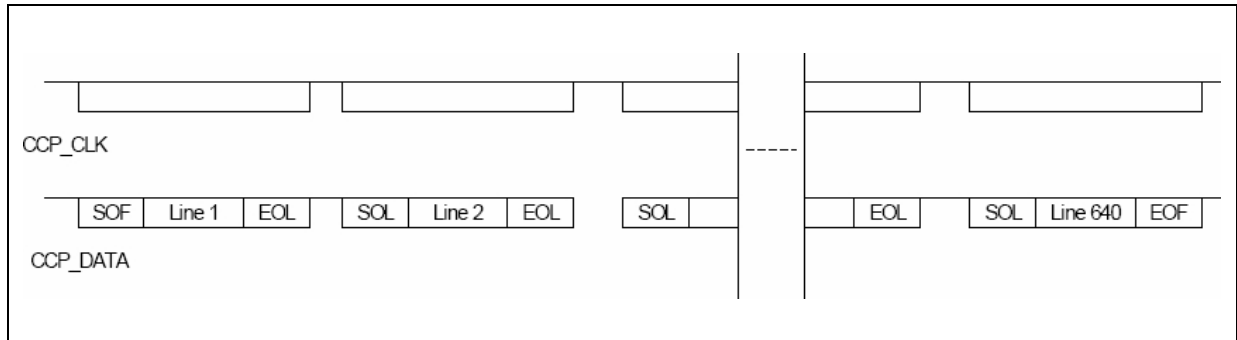 CCP_CLK
SOF Line 1 EOL SOL Line 2 EOL SOL EOL SOL Line 640 EOF
CCP_DATA